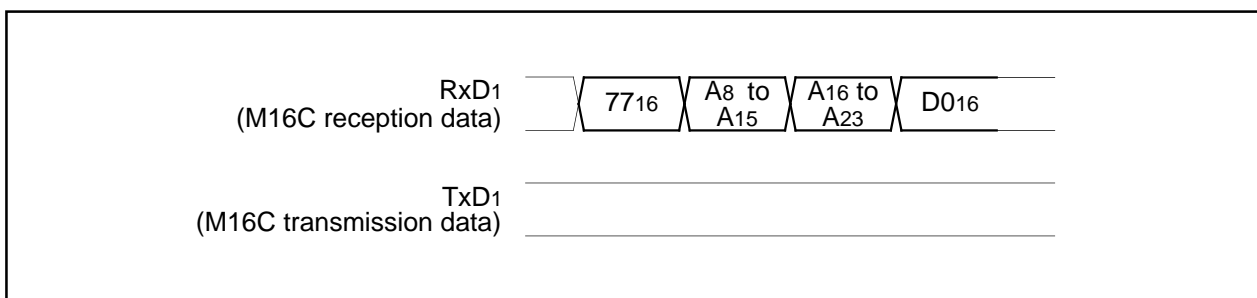 RxD1
(M16C reception data)
7716
A8 to
A15
A16 to
A23
D016
TxD1
(M16C transmission data)